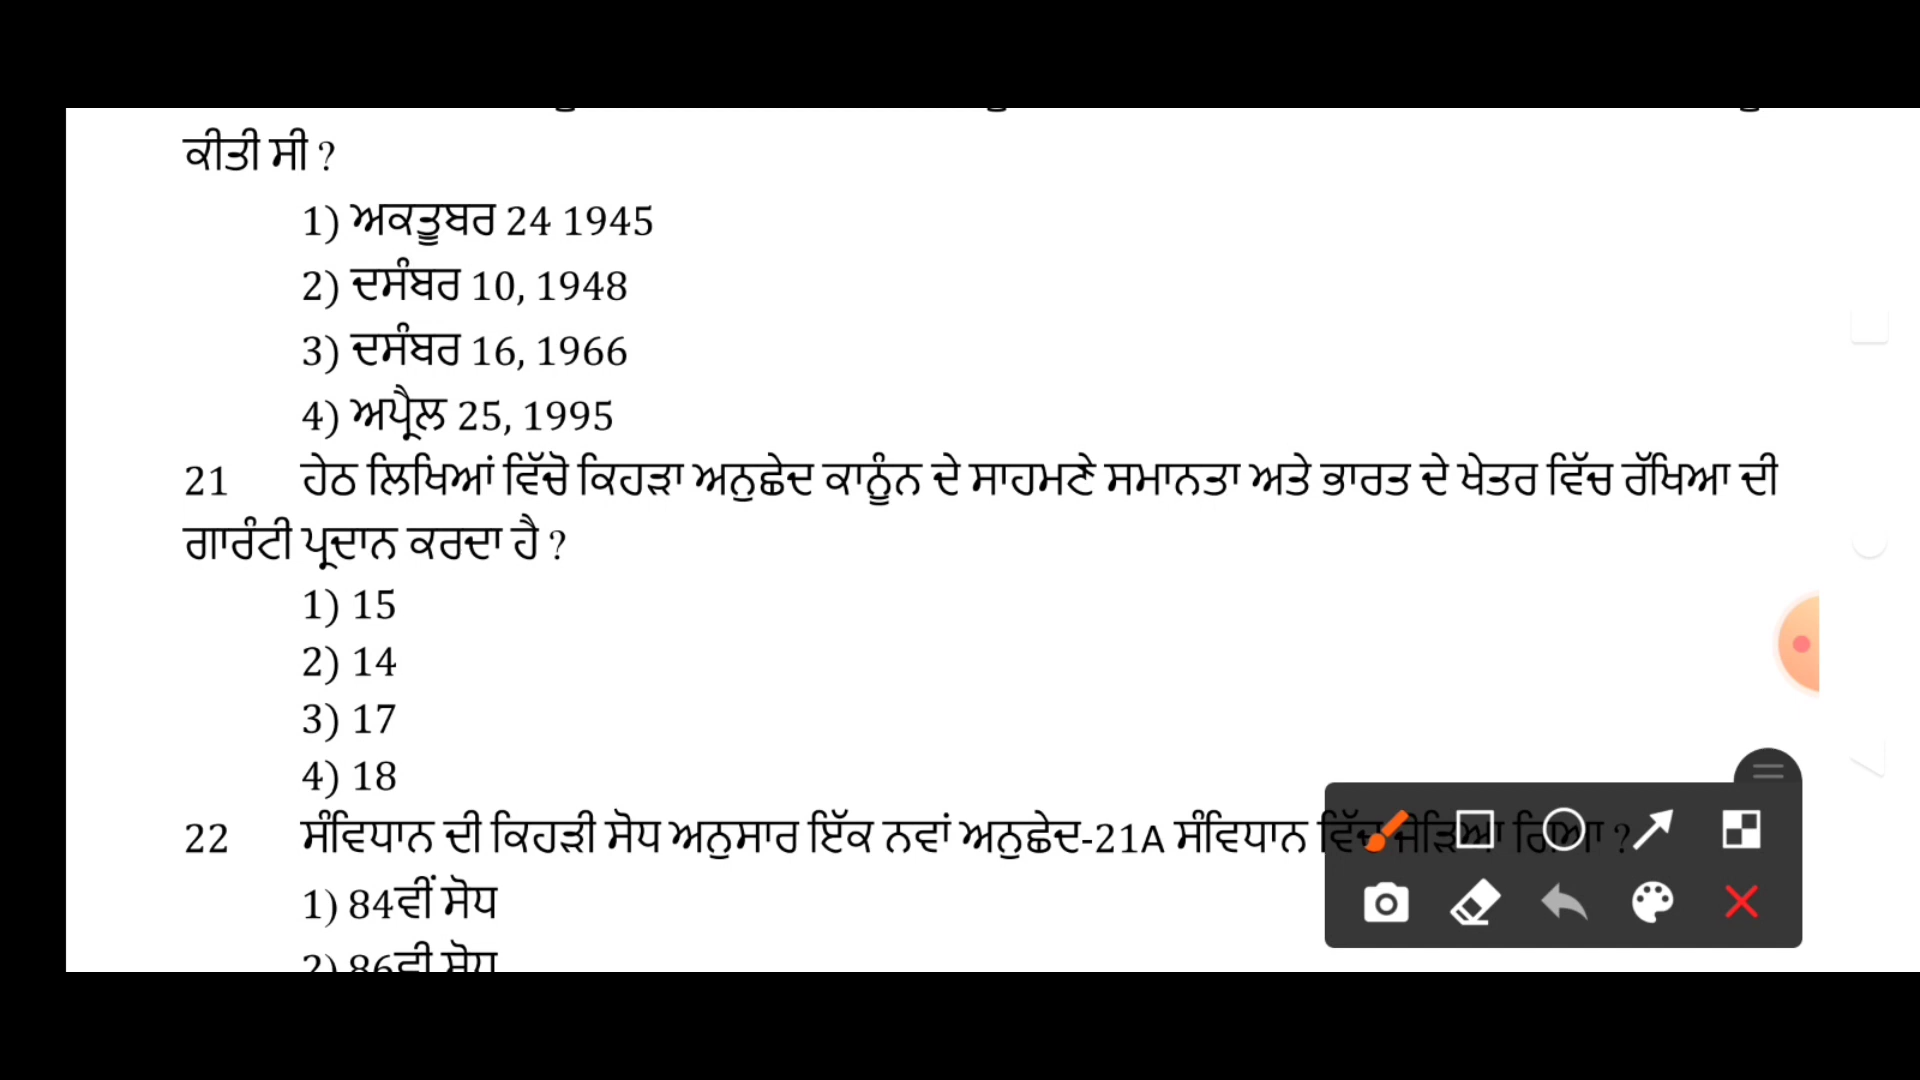 ਕੀਤੀ ਸੀ ?
1) ਅਕਤੂਬਰ 24 1945
2) ਦਸੰਬਰ 10, 1948
3) ਦਸੰਬਰ 16, 1966
4) ਅਪ੍ਰੈਲ 25, 1995
21 ਹੇਠ ਲਿਖਿਆਂ ਵਿੱਚੋ ਕਿਹੜਾ ਅਨੁਛੇਦ ਕਾਨੂੰਨ ਦੇ ਸਾਹਮਣੇ ਸਮਾਨਤਾ ਅਤੇ ਭਾਰਤ ਦੇ ਖੇਤਰ ਵਿੱਚ ਰੱਖਿਆ ਦੀ
ਗਾਰੰਟੀ ਪ੍ਰਦਾਨ ਕਰਦਾ ਹੈ ?
1) 15
2) 14
3) 17
4) 18
22 ਸੰਵਿਧਾਨ ਦੀ ਕਿਹੜੀ ਸੋਧ ਅਨੁਸਾਰ ਇੱਕ ਨਵਾਂ ਅਨੁਛੇਦ-21A ਸੰਵਿਧਾਨ ਵਿੱਚ ਜੋੜਿਆ ਗਿਆ ?
1) 84ਵੀਂ ਸੋਧ
2) 86ਵੀ ਸੋਧ